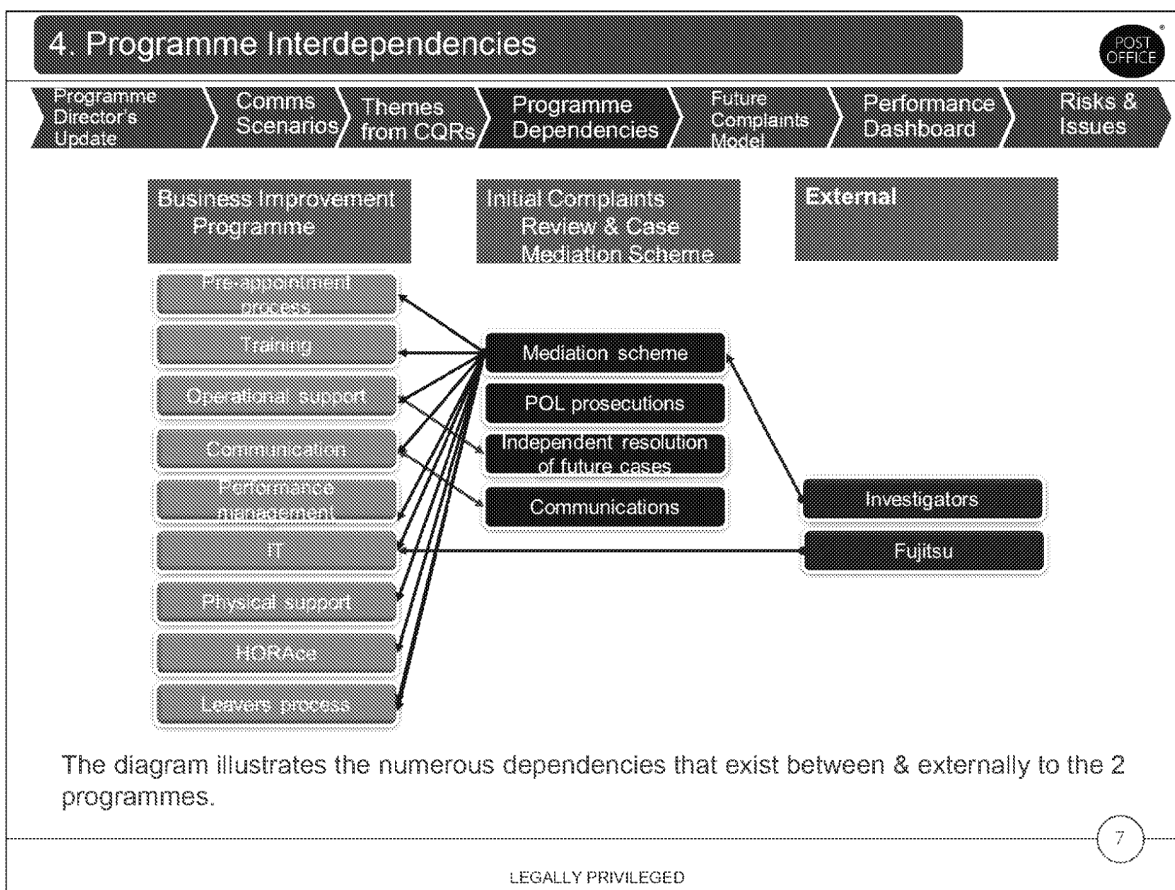 4. Programme Interdependencies
POST
OFFICE
Programme
Director's
Update
Comms
Scenarios
Themes
from CQRs
Programme
Dependencies
Future
Complaints
Model
Performance
Dashboard
Risks &
Issues
Business Improvement
Programme
Initial Complaints
Review & Case
Mediation Scheme
External
Pre-appointment
process
Training
Operational support
Communication
Performance
management
IT
Physical support
HORAce
Leavers process
Mediation scheme
POL prosecutions
Independent resolution
of future cases
Communications
Investigators
Fujitsu
The diagram illustrates the numerous dependencies that exist between & externally to the 2
programmes.
7
LEGALLY PRIVILEGED